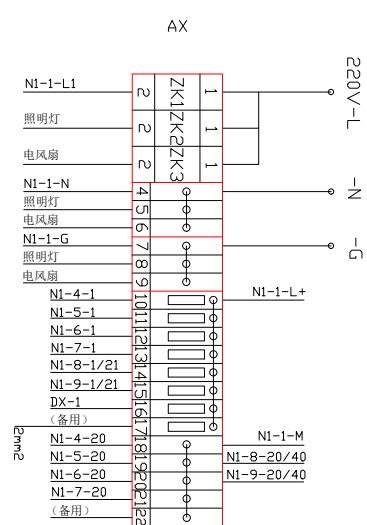 AX
N1-1-L1
2
ZK1
1
220V-L
照明灯
2
ZK2
1
电风扇
2
ZK3
1
N1-1-N
4
-N
照明灯
5
电风扇
6
N1-1-G
7
-G
照明灯
8
电风扇
9
N1-4-1
10
N1-1-L+
N1-5-1
11
N1-6-1
12
N1-7-1
13
N1-8-1/21
14
N1-9-1/21
15
DX-1
16
（备用）
17
2mm2
N1-4-20
18
N1-1-M
N1-5-20
19
N1-8-20/40
N1-6-20
20
N1-9-20/40
N1-7-20
21
（备用）
22